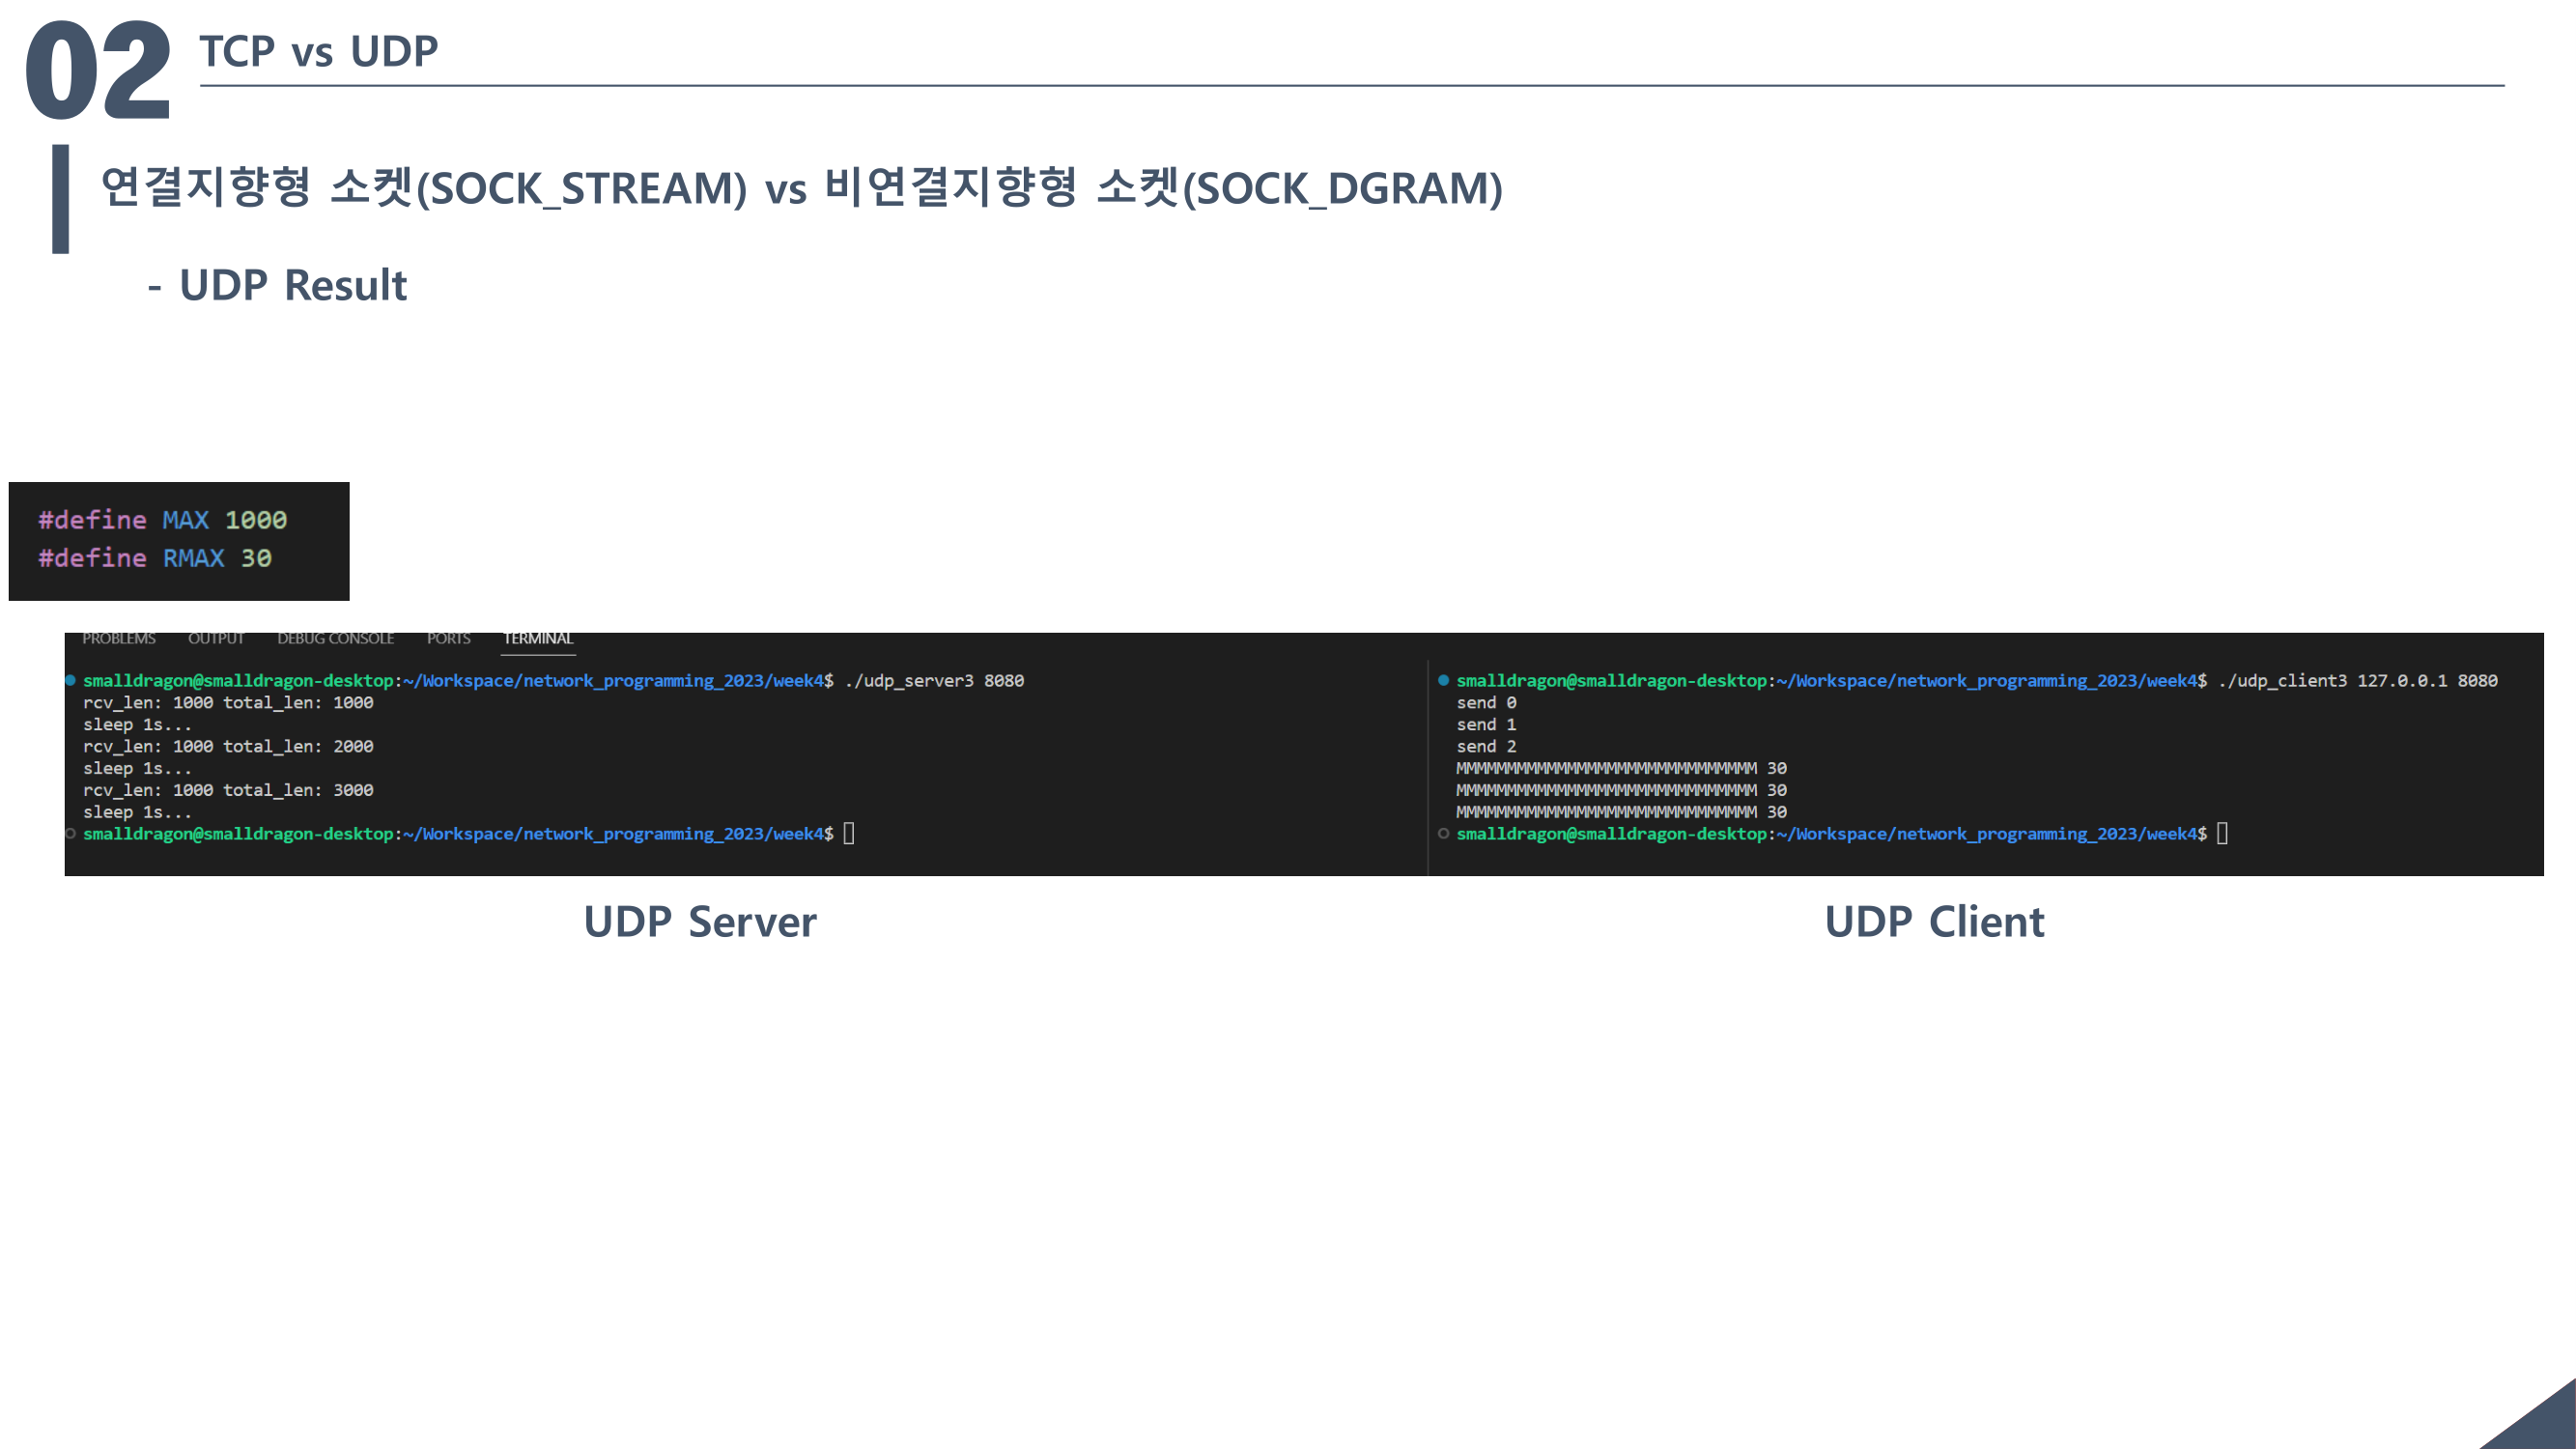 02 TCP vs UDP
연결지향형 소켓(SOCK_STREAM) vs 비연결지향형 소켓(SOCK_DGRAM)
- UDP Result
#define MAX 1000
#define RMAX 30
PROBLEMS OUTPUT DEBUG CONSOLE PORTS TERMINAL
smalldragon@smalldragon-desktop:~/Workspace/network_programming_2023/week4$ ./udp_server3 8080
rcv_len: 1000 total_len: 1000
sleep 1s...
rcv_len: 1000 total_len: 2000
sleep 1s...
rcv_len: 1000 total_len: 3000
sleep 1s...
smalldragon@smalldragon-desktop:~/Workspace/network_programming_2023/week4$
smalldragon@smalldragon-desktop:~/Workspace/network_programming_2023/week4$ ./udp_client3 127.0.0.1 8080
send 0
send 1
send 2
MMMMMMMMMMMMMMMMMMMMMMMMMMMMMM 30
MMMMMMMMMMMMMMMMMMMMMMMMMMMMMM 30
MMMMMMMMMMMMMMMMMMMMMMMMMMMMMM 30
smalldragon@smalldragon-desktop:~/Workspace/network_programming_2023/week4$
UDP Server
UDP Client